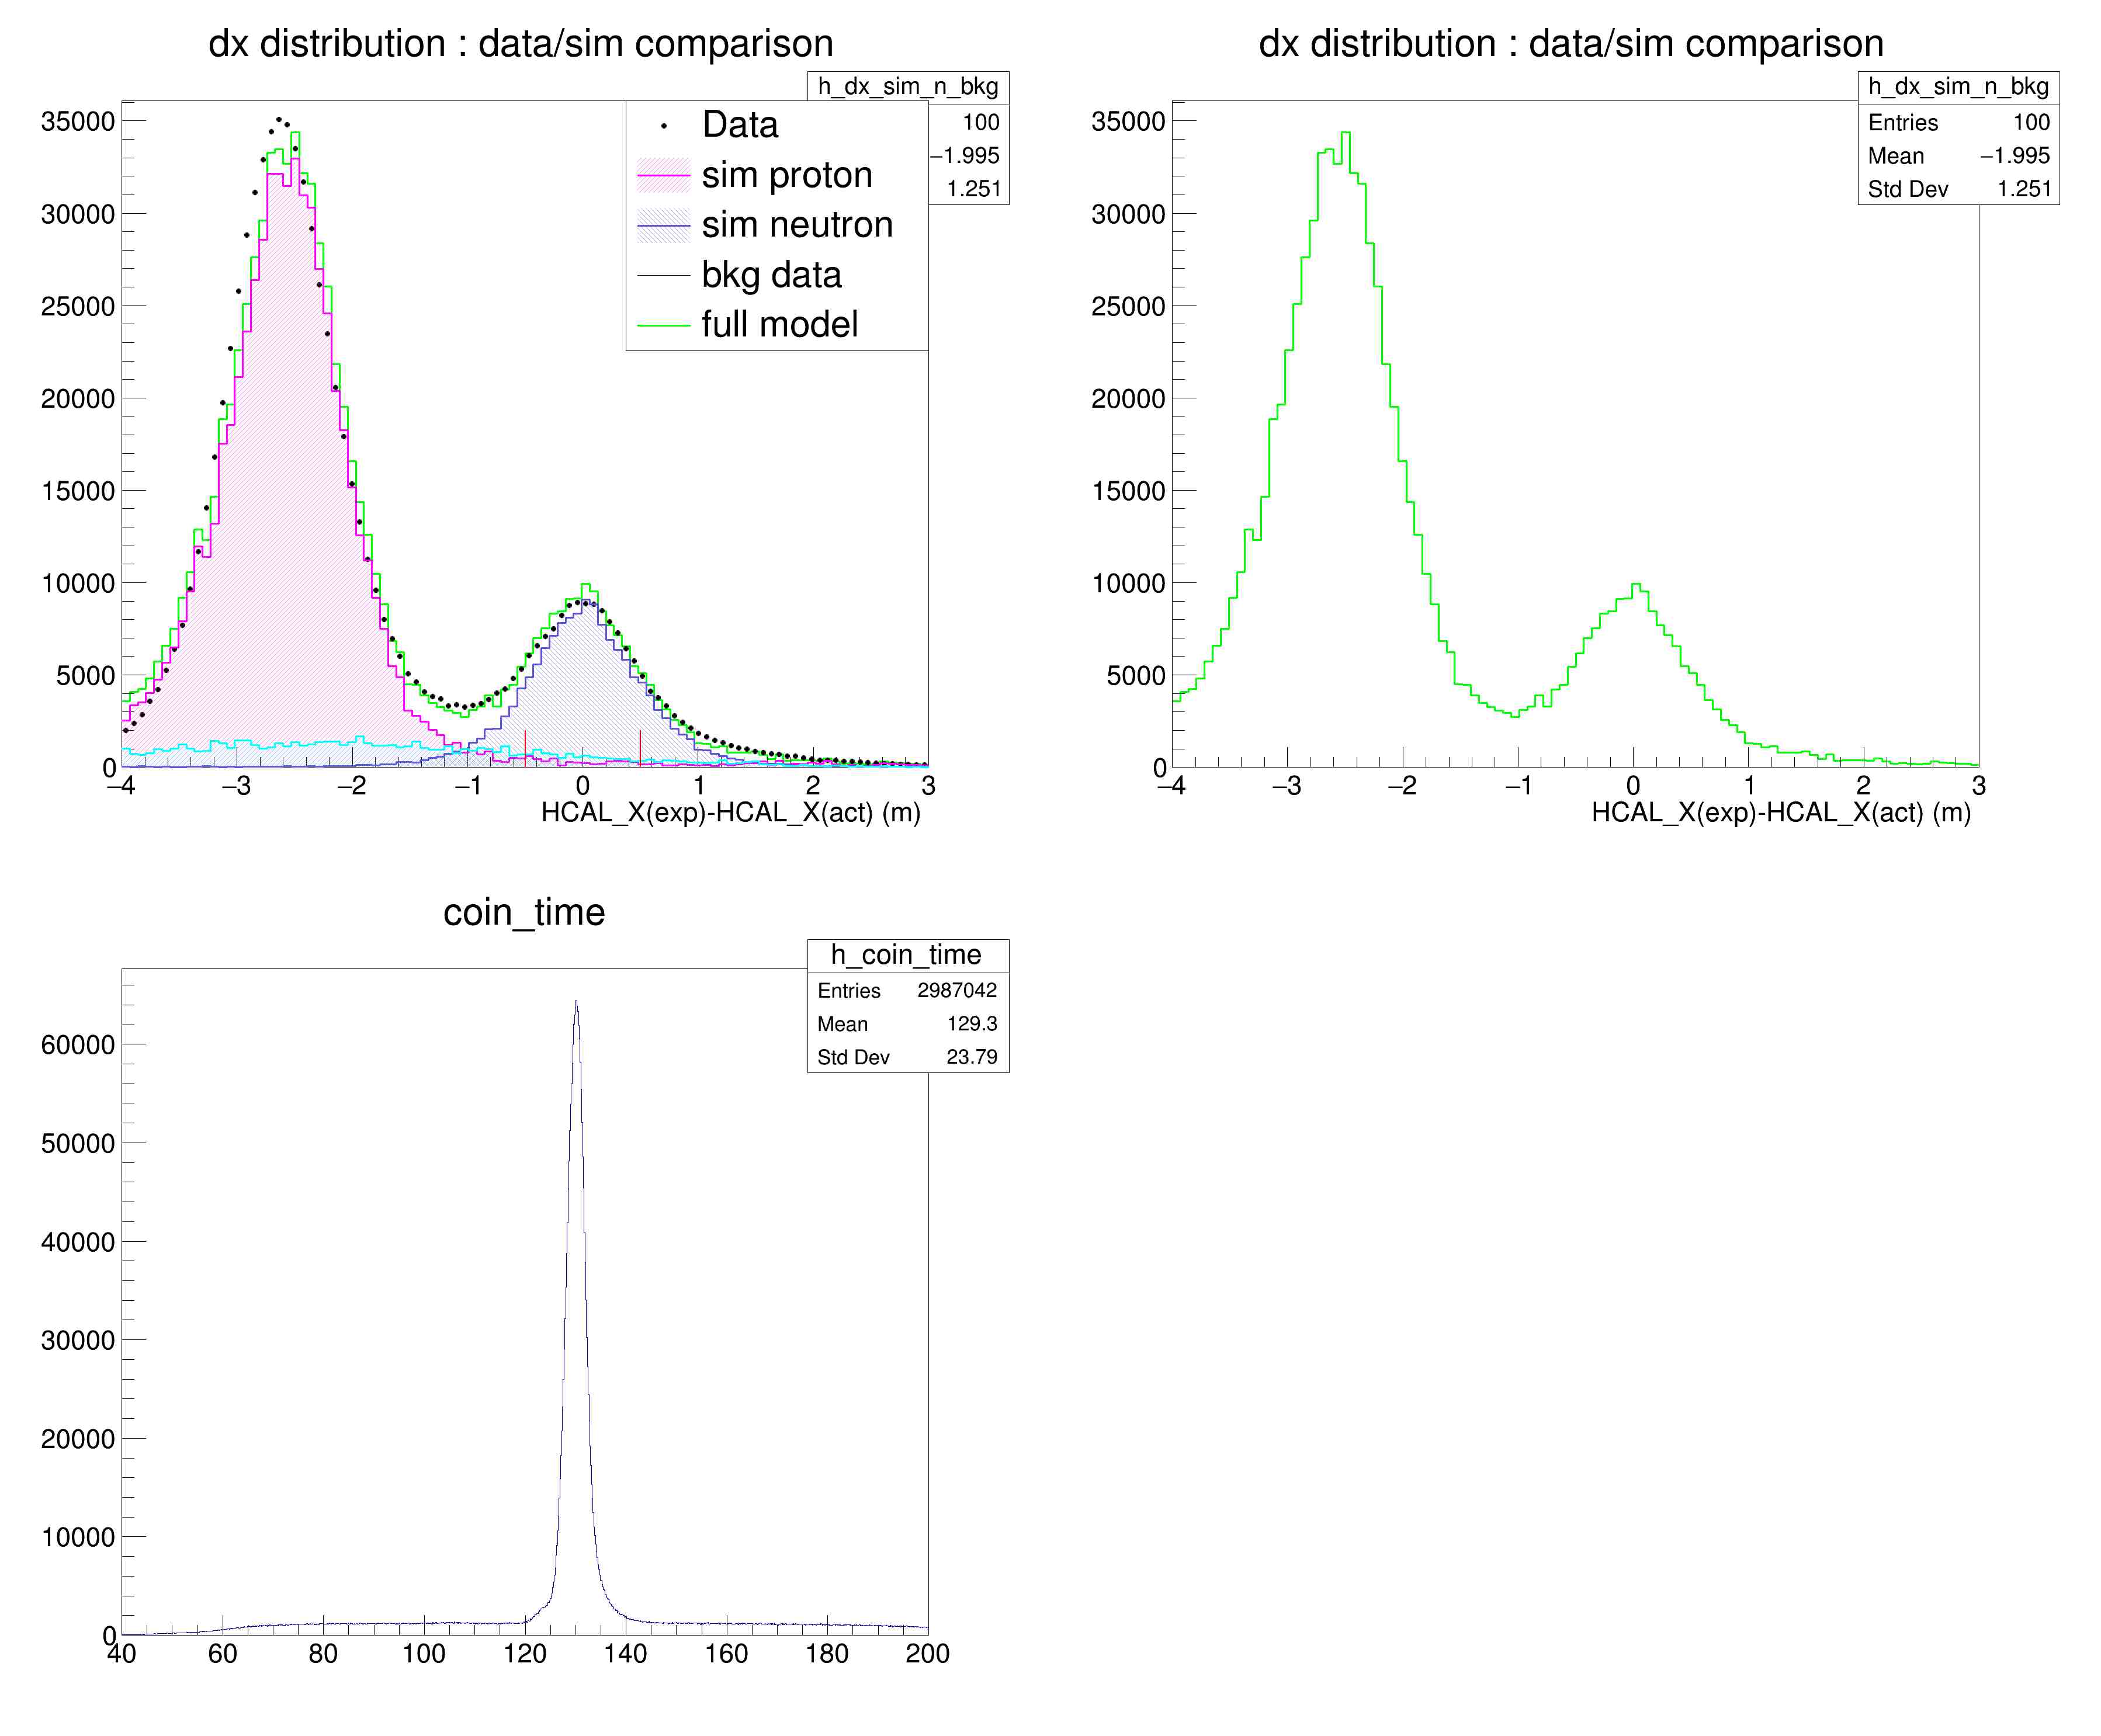 dx distribution : data/sim comparison
h_dx_sim_n_bkg
100
−1.995
1.251
Data
sim proton
sim neutron
bkg data
full model
35000
30000
25000
20000
15000
10000
5000
0
−4 −3 −2 −1 0 1 2 3
HCAL_X(exp)-HCAL_X(act) (m)
dx distribution : data/sim comparison
h_dx_sim_n_bkg
Entries 100
Mean −1.995
Std Dev 1.251
35000
30000
25000
20000
15000
10000
5000
0
−4 −3 −2 −1 0 1 2 3
HCAL_X(exp)-HCAL_X(act) (m)
coin_time
h_coin_time
Entries 2987042
Mean 129.3
Std Dev 23.79
60000
50000
40000
30000
20000
10000
0
40 60 80 100 120 140 160 180 200